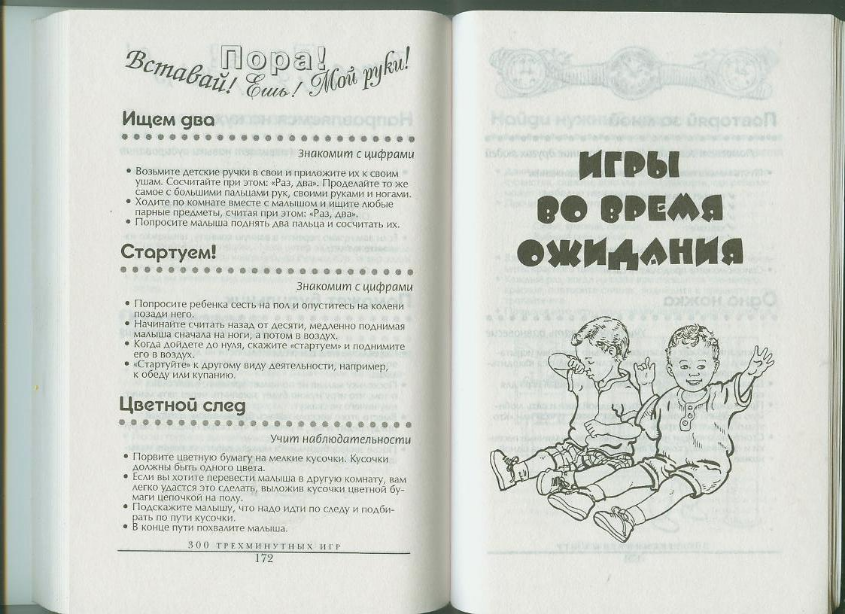 Пора!
Вставай! Ешь! Мой руки!
Ищем два
Знакомит с цифрами
• Возьмите детские ручки в свои и приложите их к своим
ушам. Сосчитайте при этом: «Раз, два». Проделайте то же
самое с большими пальцами рук, своими руками и ногами.
• Ходите по комнате вместе с малышом и ищите любые
парные предметы, считая при этом: «Раз, два».
• Попросите малыша поднять два пальца и сосчитать их.
Стартуем!
Знакомит с цифрами
• Попросите ребенка сесть на пол и опуститесь на колени
позади него.
• Начинайте считать назад от десяти, медленно поднимая
малыша сначала на ноги, а потом в воздух.
• Когда дойдете до нуля, скажите «стартуем» и поднимите
его в воздух.
• «Стартуйте» к другому виду деятельности, например,
к обеду или купанию.
Цветной след
Учит наблюдательности
• Порвите цветную бумагу на мелкие кусочки. Кусочки
должны быть одного цвета.
• Если вы хотите перевести малыша в другую комнату, вам
легко удастся это сделать, выложив кусочки цветной бу-
маги цепочкой на полу.
• Подскажите малышу, что надо идти по следу и подби-
рать по пути кусочки.
• В конце пути похвалите малыша.
300 ТРЕХМИНУТНЫХ ИГР
172
ИГРЫ
ВО ВРЕМЯ
ОЖИДАНИЯ